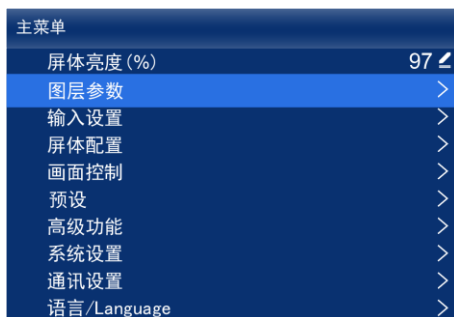 主菜单
屏体亮度(%) 97
图层参数
输入设置
屏体配置
画面控制
预设
高级功能
系统设置
通讯设置
语言/Language